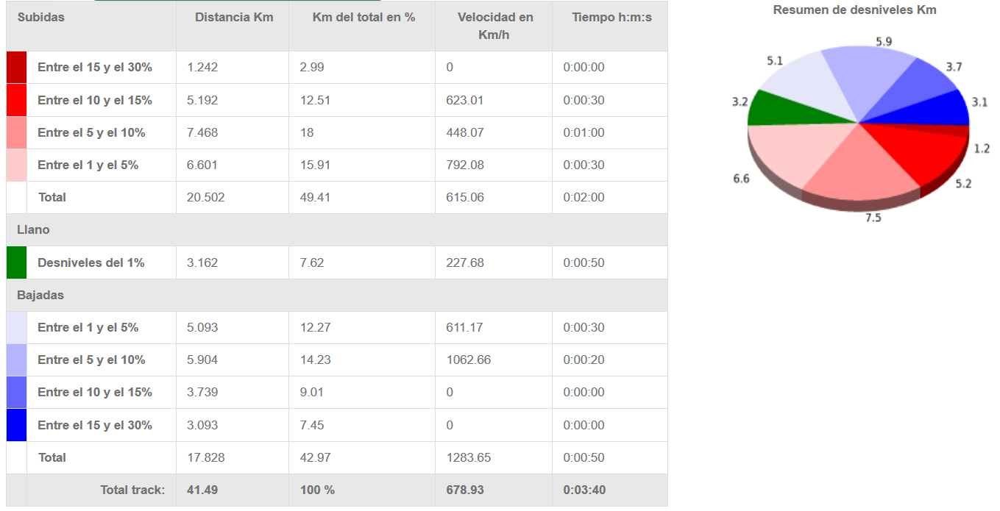 Subidas Distancia Km Km del total en % Velocidad en Km/h Tiempo h:m:s
Entre el 15 y el 30% 1.242 2.99 0 0:00:00
Entre el 10 y el 15% 5.192 12.51 623.01 0:00:30
Entre el 5 y el 10% 7.468 18 448.07 0:01:00
Entre el 1 y el 5% 6.601 15.91 792.08 0:00:30
Total 20.502 49.41 615.06 0:02:00
Llano
Desniveles del 1% 3.162 7.62 227.68 0:00:50
Bajadas
Entre el 1 y el 5% 5.093 12.27 611.17 0:00:30
Entre el 5 y el 10% 5.904 14.23 1062.66 0:00:20
Entre el 10 y el 15% 3.739 9.01 0 0:00:00
Entre el 15 y el 30% 3.093 7.45 0 0:00:00
Total 17.828 42.97 1283.65 0:00:50
Total track: 41.49 100 % 678.93 0:03:40
Resumen de desniveles Km
5.9
5.1
3.7
3.2
3.1
1.2
6.6
5.2
7.5